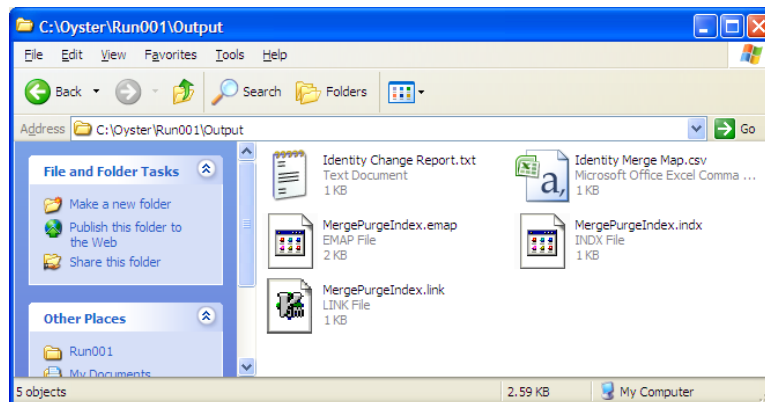 C:\Oyster\Run001\Output
File Edit View Favorites Tools Help
Back Search Folders
Address C:\Oyster\Run001\Output Go
File and Folder Tasks
Make a new folder
Publish this folder to
the Web
Share this folder
Other Places
Run001
My Documents
Identity Change Report.txt
Text Document
1 KB
Identity Merge Map.csv
Microsoft Office Excel Comma ...
1 KB
MergePurgeIndex.emap
EMAP File
2 KB
MergePurgeIndex.indx
INDX File
1 KB
MergePurgeIndex.link
LINK File
1 KB
5 objects 2.59 KB My Computer